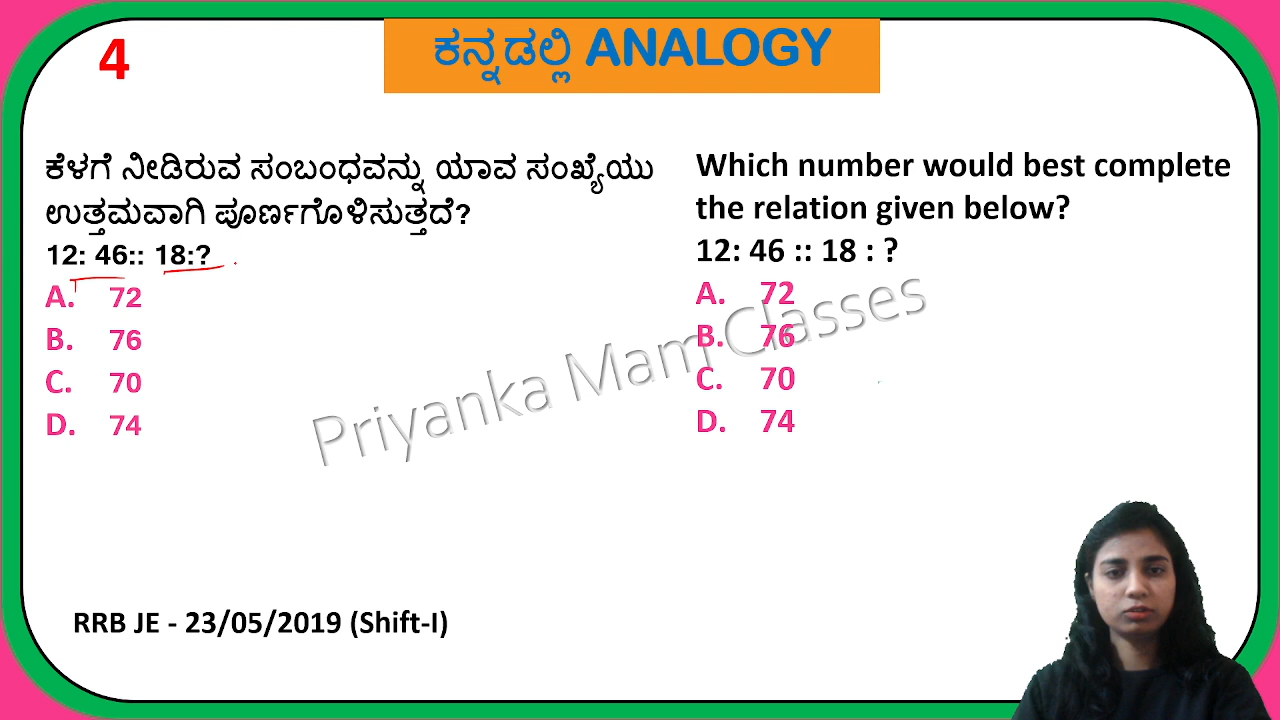 4
ಕನ್ನಡಲ್ಲಿ ANALOGY
ಕೆಳಗೆ ನೀಡಿರುವ ಸಂಬಂಧವನ್ನು ಯಾವ ಸಂಖ್ಯೆಯು
ಉತ್ತಮವಾಗಿ ಪೂರ್ಣಗೊಳಿಸುತ್ತದೆ?
12: 46:: 18:?
A. 72
B. 76
C. 70
D. 74
Which number would best complete
the relation given below?
12: 46 :: 18 : ?
A. 72
B. 76
C. 70
D. 74
Priyanka Mam Classes
RRB JE - 23/05/2019 (Shift-I)